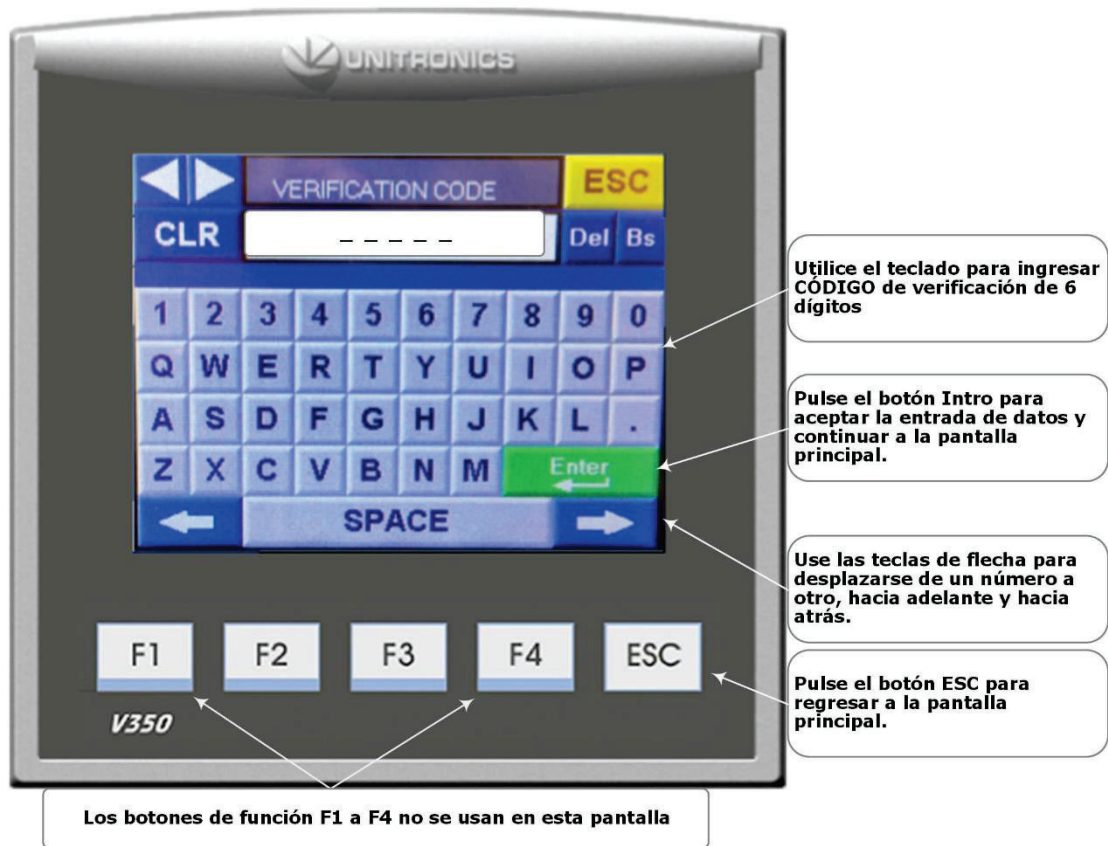 UNITRONICS
VERIFICATION CODE
ESC
CLR
_ _ _ _ _
Del Bs
1 2 3 4 5 6 7 8 9 0
Q W E R T Y U I O P
A S D F G H J K L .
Z X C V B N M Enter
SPACE
F1 F2 F3 F4 ESC
V350
Utilice el teclado para ingresar
CÓDIGO de verificación de 6
dígitos
Pulse el botón Intro para
aceptar la entrada de datos y
continuar a la pantalla
principal.
Use las teclas de flecha para
desplazarse de un número a
otro, hacia adelante y hacia
atrás.
Pulse el botón ESC para
regresar a la pantalla
principal.
Los botones de función F1 a F4 no se usan en esta pantalla